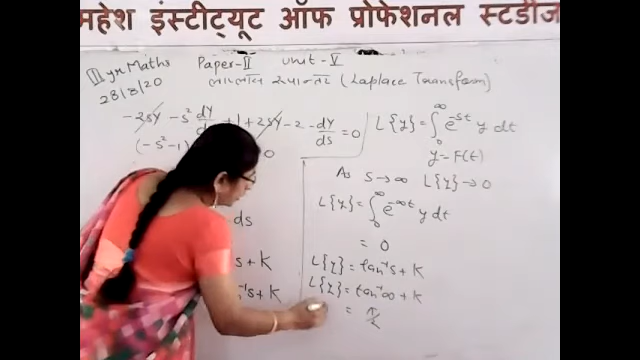 महेश इंस्टीट्यूट ऑफ प्रोफेशनल स्टडीज
III yr Maths
28/8/20
Paper-II Unit-V
लाप्लास रूपान्तर (Laplace Transform)
-2sy - s² dy/ds + 1 + 2sy - 2 - dy/ds = 0
(-s²-1)
0
ds
s + K
s + K
L{y} = ∫₀^∞ e^-st y dt
y = F(t)
As s → ∞ L{y} → 0
L{y} = ∫₀^∞ e^-∞t y dt
= 0
L{y} = tan⁻¹s + K
L{y} = tan⁻¹∞ + K
= π/2